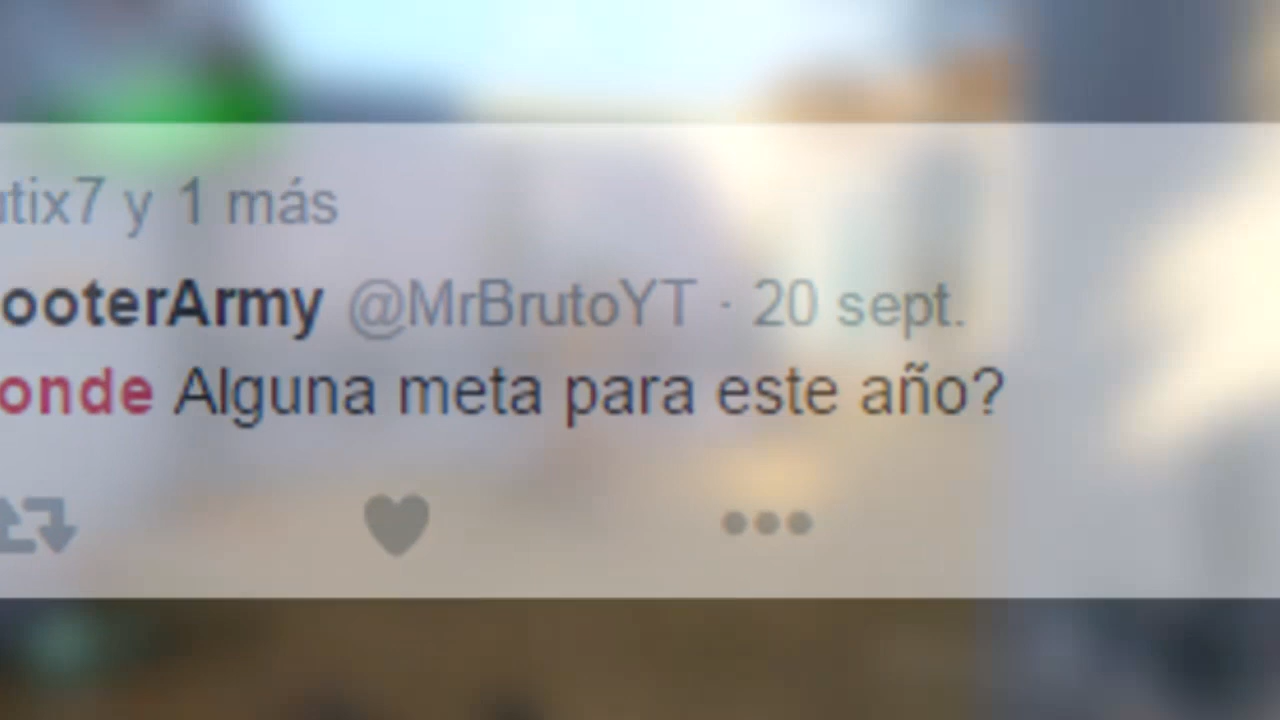 utix7 y 1 más
ooterArmy @MrBrutoYT · 20 sept.
onde Alguna meta para este año?